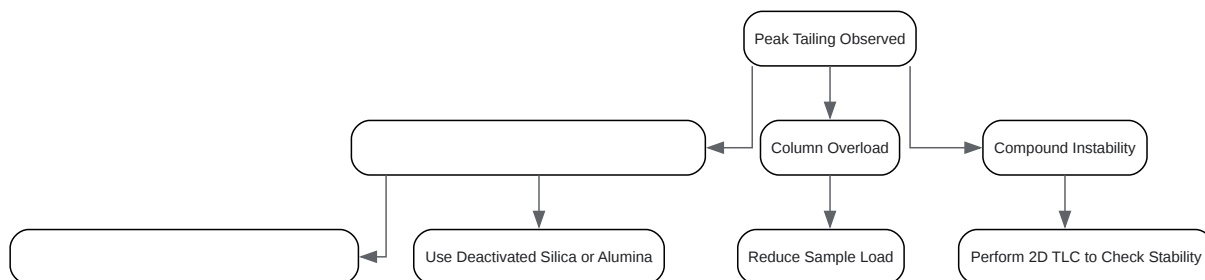 Peak Tailing Observed
Column Overload
Compound Instability
Use Deactivated Silica or Alumina
Reduce Sample Load
Perform 2D TLC to Check Stability